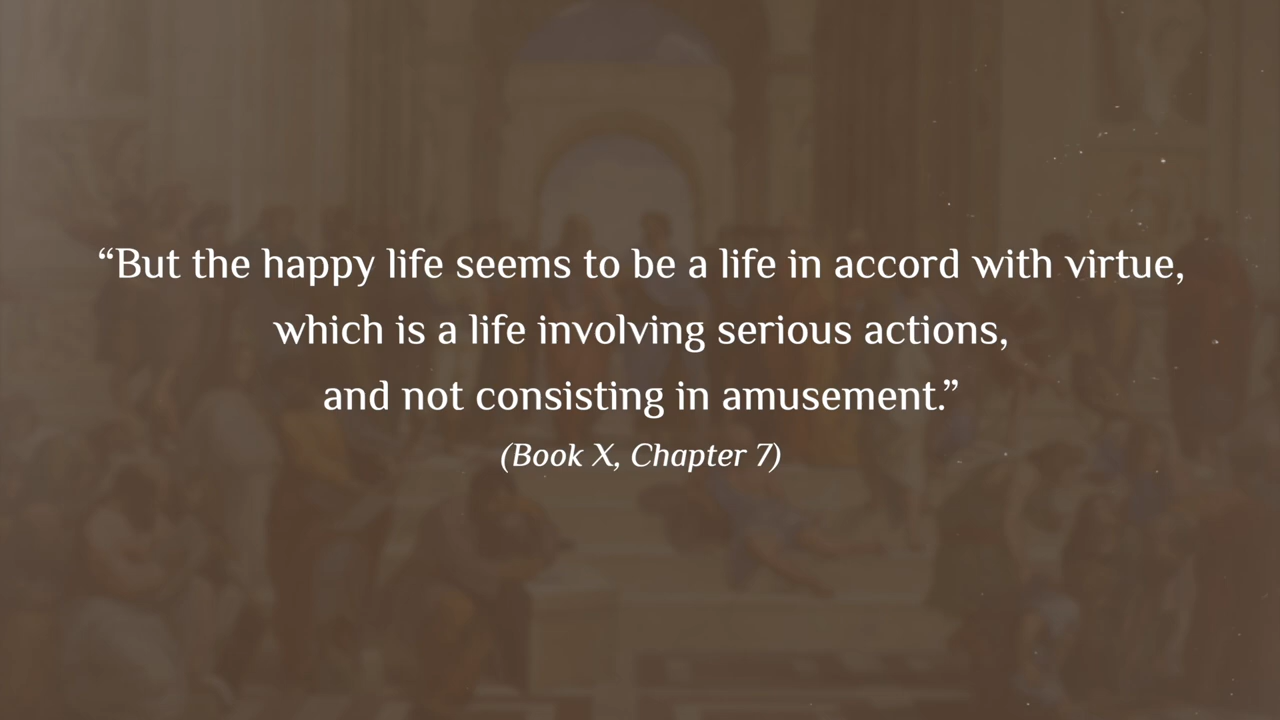 “But the happy life seems to be a life in accord with virtue,
which is a life involving serious actions,
and not consisting in amusement.”
(Book X, Chapter 7)